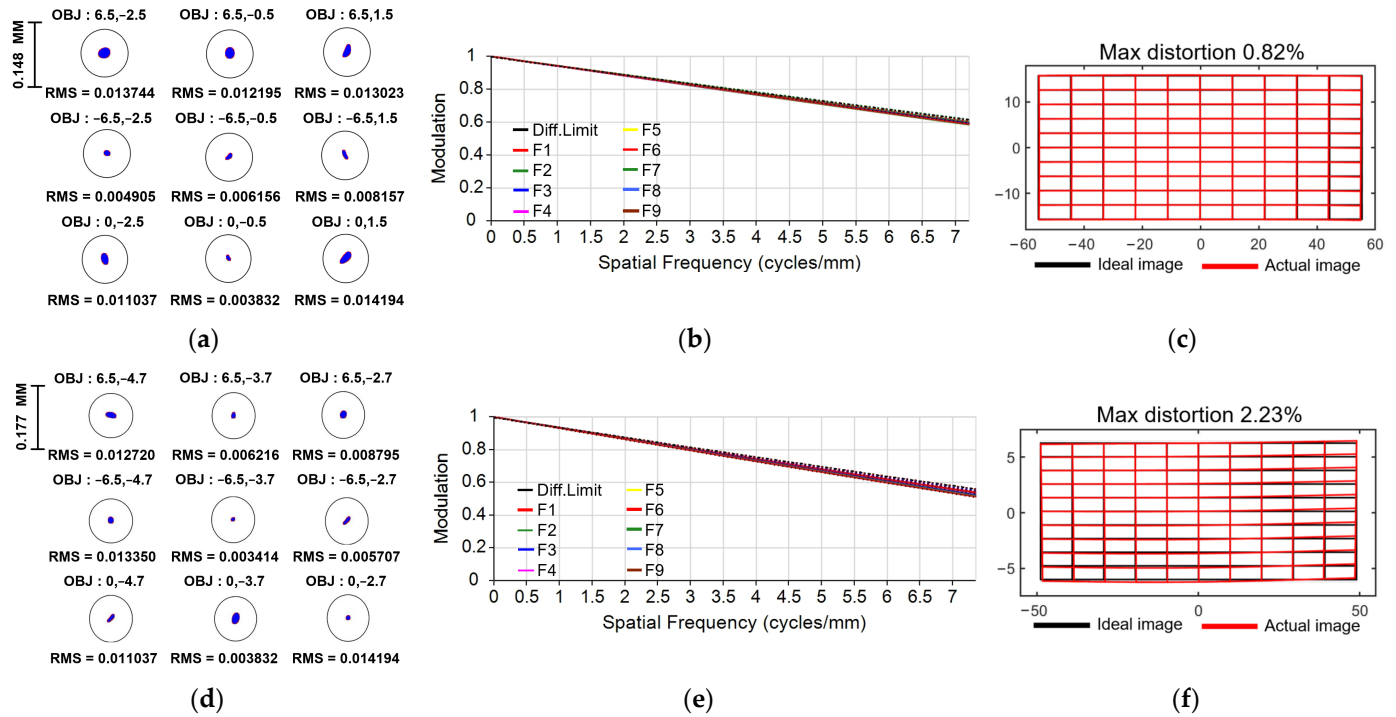 OBJ : 6.5,−2.5 OBJ : 6.5,−0.5 OBJ : 6.5,1.5
0.148 MM
RMS = 0.013744 RMS = 0.012195 RMS = 0.013023
OBJ : −6.5,−2.5 OBJ : −6.5,−0.5 OBJ : −6.5,1.5
RMS = 0.004905 RMS = 0.006156 RMS = 0.008157
OBJ : 0,−2.5 OBJ : 0,−0.5 OBJ : 0,1.5
RMS = 0.011037 RMS = 0.003832 RMS = 0.014194
(a)
Modulation
1
0.8
0.6
0.4
0.2
0
Diff.Limit F5
F1 F6
F2 F7
F3 F8
F4 F9
0 0.5 1 1.5 2 2.5 3 3.5 4 4.5 5 5.5 6 6.5 7
Spatial Frequency (cycles/mm)
(b)
Max distortion 0.82%
10
0
−10
−60 −40 −20 0 20 40 60
Ideal image Actual image
(c)
OBJ : 6.5,−4.7 OBJ : 6.5,−3.7 OBJ : 6.5,−2.7
0.177 MM
RMS = 0.012720 RMS = 0.006216 RMS = 0.008795
OBJ : −6.5,−4.7 OBJ : −6.5,−3.7 OBJ : −6.5,−2.7
RMS = 0.013350 RMS = 0.003414 RMS = 0.005707
OBJ : 0,−4.7 OBJ : 0,−3.7 OBJ : 0,−2.7
RMS = 0.011037 RMS = 0.003832 RMS = 0.014194
(d)
Modulation
1
0.8
0.6
0.4
0.2
0
Diff.Limit F5
F1 F6
F2 F7
F3 F8
F4 F9
0 0.5 1 1.5 2 2.5 3 3.5 4 4.5 5 5.5 6 6.5 7
Spatial Frequency (cycles/mm)
(e)
Max distortion 2.23%
5
0
−5
−50 0 50
Ideal image Actual image
(f)